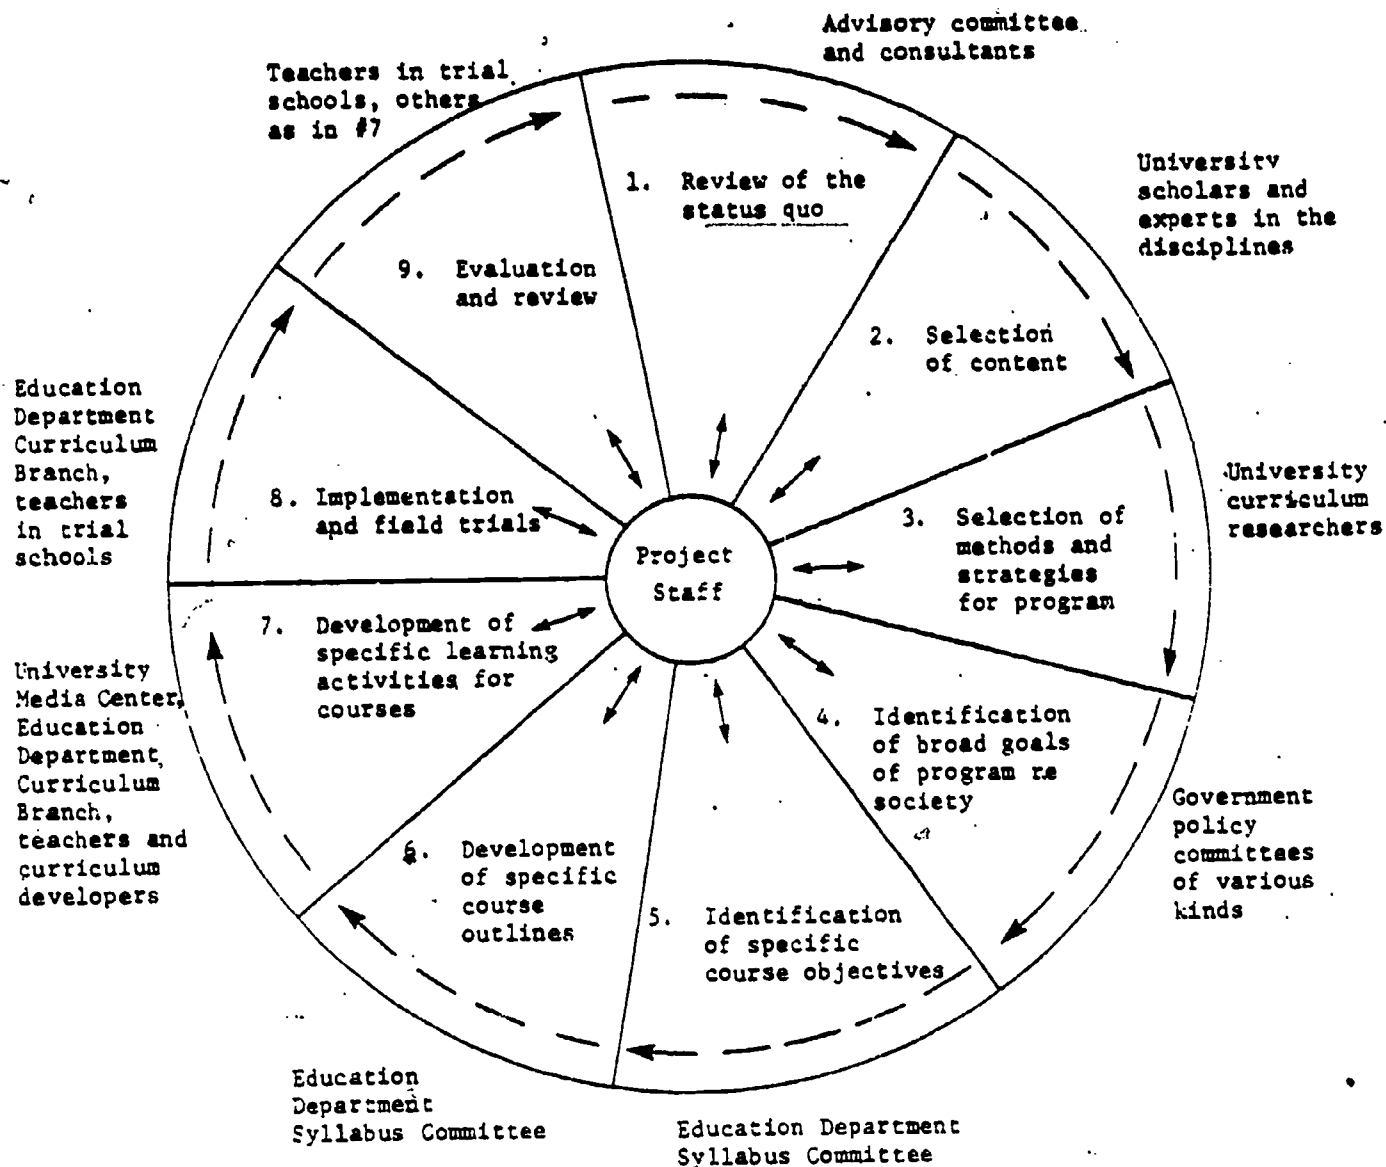 Advisory committee
and consultants
Teachers in trial
schools, others
as in #7
University
scholars and
experts in the
disciplines
1. Review of the
status quo
9. Evaluation
and review
2. Selection
of content
Education
Department
Curriculum
Branch,
teachers
in trial
schools
University
curriculum
researchers
8. Implementation
and field trials
3. Selection of
methods and
strategies
for program
Project
Staff
7. Development of
specific learning
activities for
courses
University
Media Center,
Education
Department,
Curriculum
Branch,
teachers and
curriculum
developers
4. Identification
of broad goals
of program re
society
Government
policy
committees
of various
kinds
6. Development
of specific
course
outlines
5. Identification
of specific
course objectives
Education
Department
Syllabus Committee
Education Department
Syllabus Committee